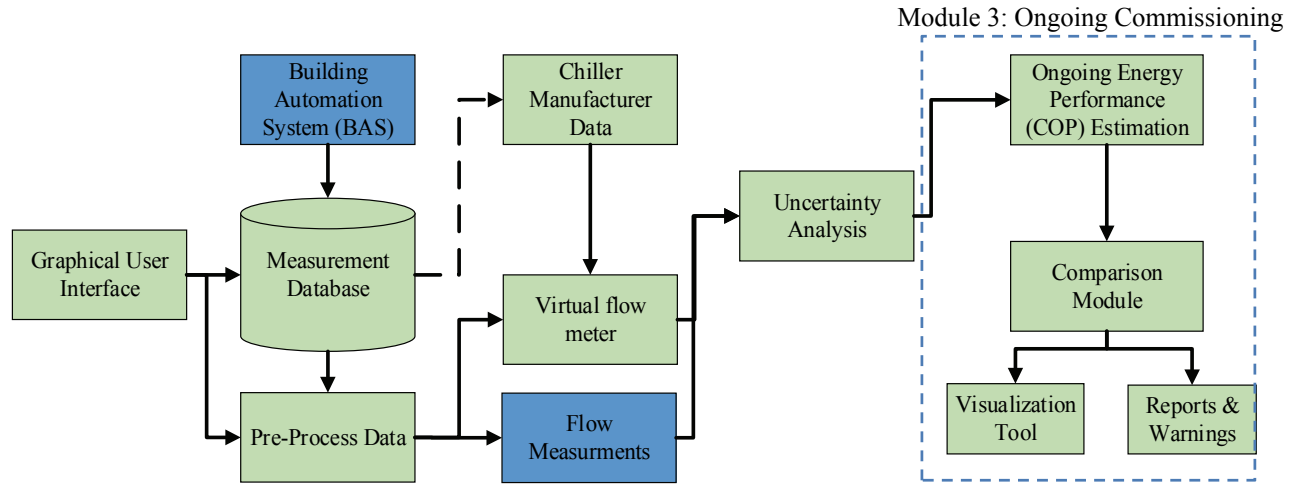 Module 3: Ongoing Commissioning
Building
Automation
System (BAS)
Chiller
Manufacturer
Data
Ongoing Energy
Performance
(COP) Estimation
Uncertainty
Analysis
Graphical User
Interface
Measurement
Database
Virtual flow
meter
Comparison
Module
Pre-Process Data
Flow
Measurments
Visualization
Tool
Reports &
Warnings